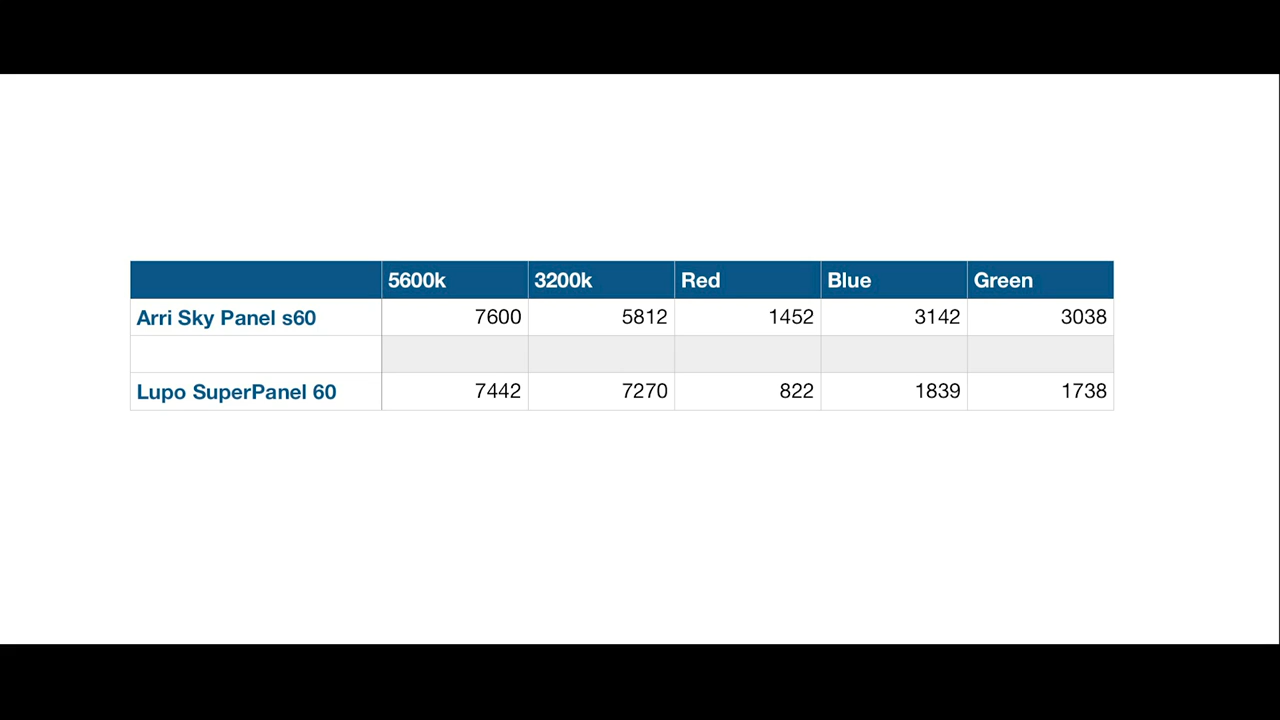 5600k 3200k Red Blue Green
Arri Sky Panel s60 7600 5812 1452 3142 3038
Lupo SuperPanel 60 7442 7270 822 1839 1738